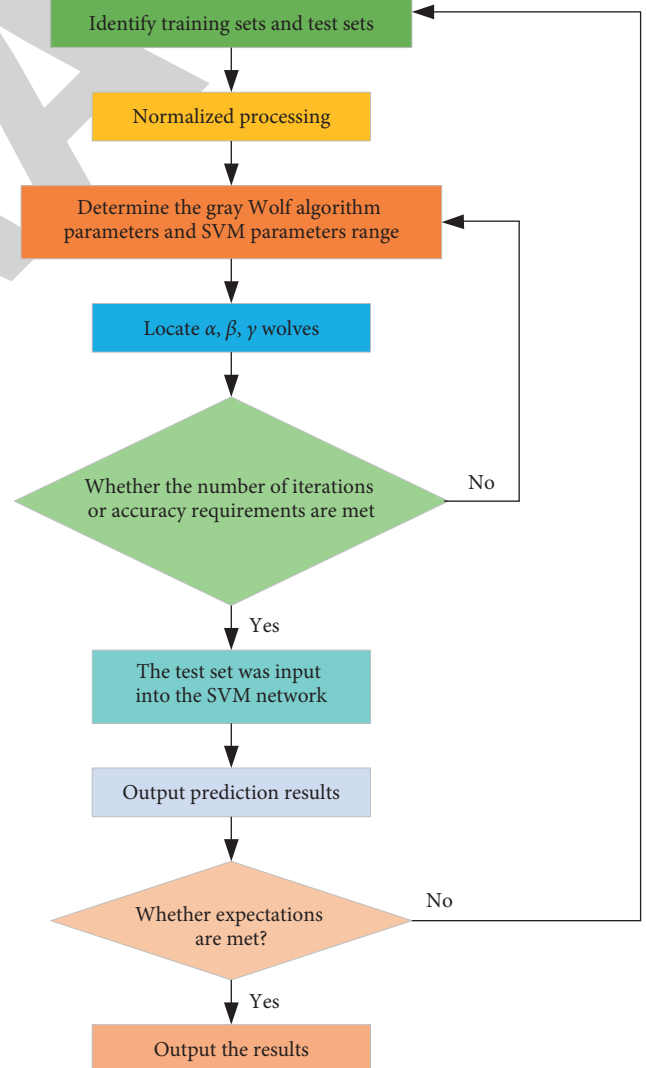 Identify training sets and test sets
Normalized processing
Determine the gray Wolf algorithm
parameters and SVM parameters range
Locate α, β, γ wolves
Whether the number of iterations
or accuracy requirements are met
No
Yes
The test set was input
into the SVM network
Output prediction results
Whether expectations
are met?
No
Yes
Output the results